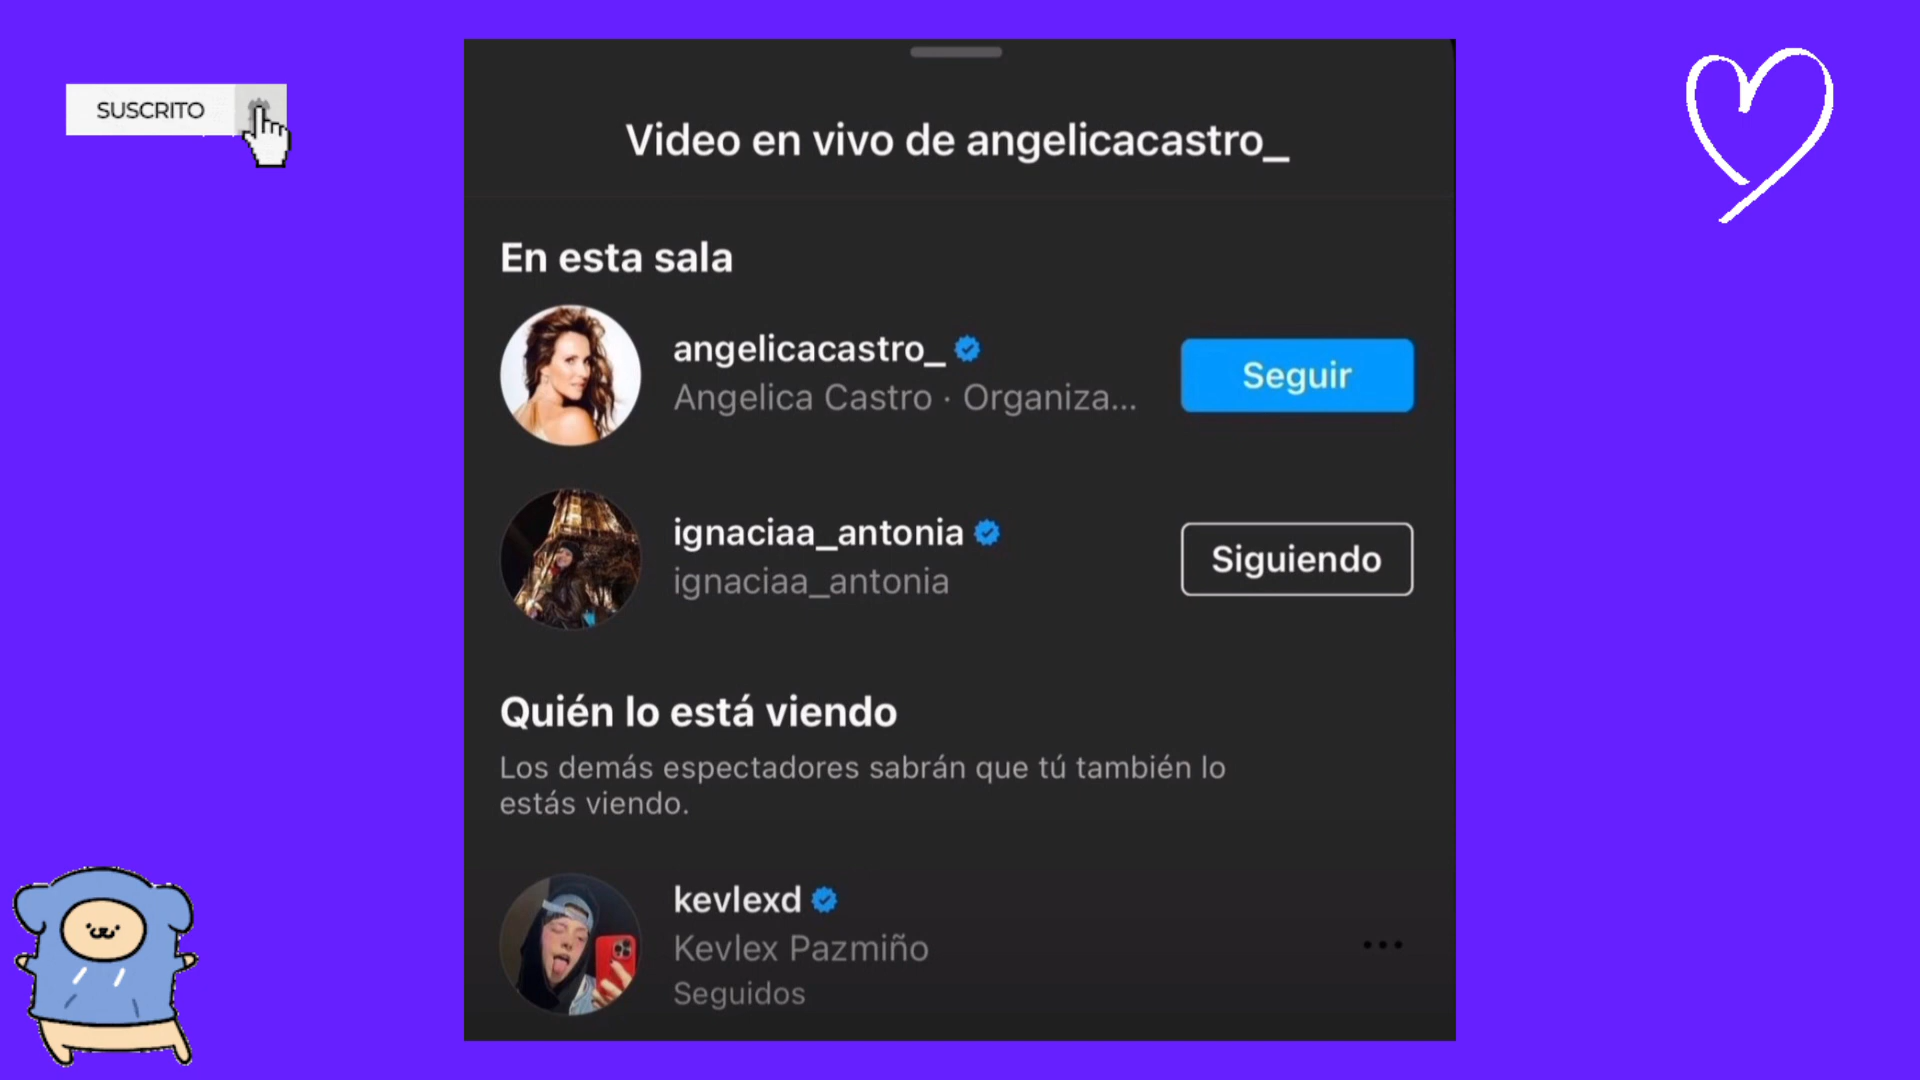 SUSCRITO
Video en vivo de angelicacastro_
En esta sala
angelicacastro_
Angelica Castro · Organiza...
Seguir
ignaciaa_antonia
ignaciaa_antonia
Siguiendo
Quién lo está viendo
Los demás espectadores sabrán que tú también lo
estás viendo.
kevlexd
Kevlex Pazmiño
Seguidos